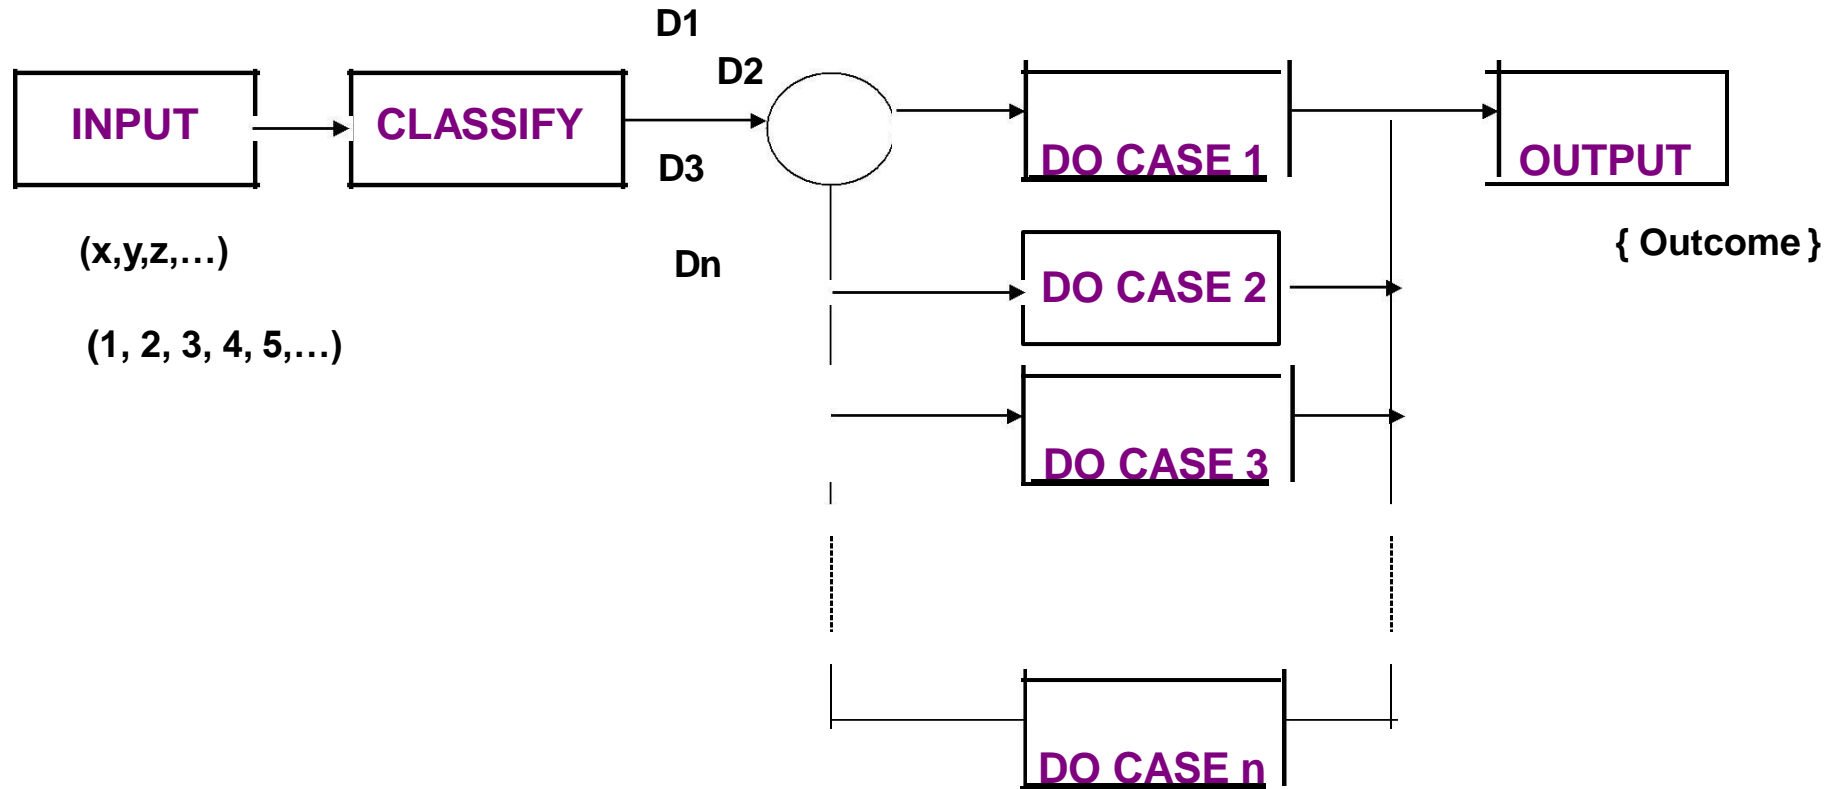 D1
D2
INPUT
CLASSIFY
D3
DO CASE 1
OUTPUT
(x,y,z,…)
{ Outcome }
Dn
DO CASE 2
(1, 2, 3, 4, 5,…)
DO CASE 3
DO CASE n